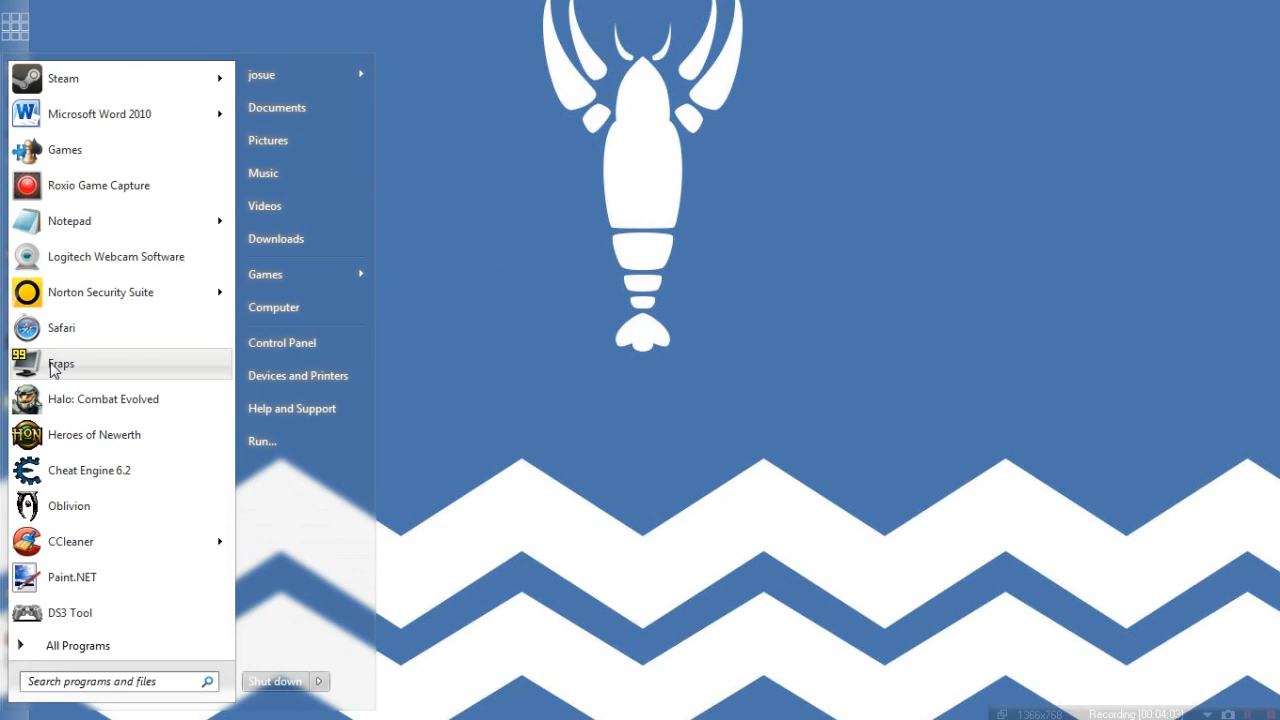 Steam
Microsoft Word 2010
Games
Roxio Game Capture
Notepad
Logitech Webcam Software
Norton Security Suite
Safari
99
Fraps
Halo: Combat Evolved
HON
Heroes of Newerth
Cheat Engine 6.2
Oblivion
CCleaner
Paint.NET
DS3 Tool
All Programs
Search programs and files
josue
Documents
Pictures
Music
Videos
Downloads
Games
Computer
Control Panel
Devices and Printers
Help and Support
Run...
Shut down
1366x768 Recording [00:04:03]